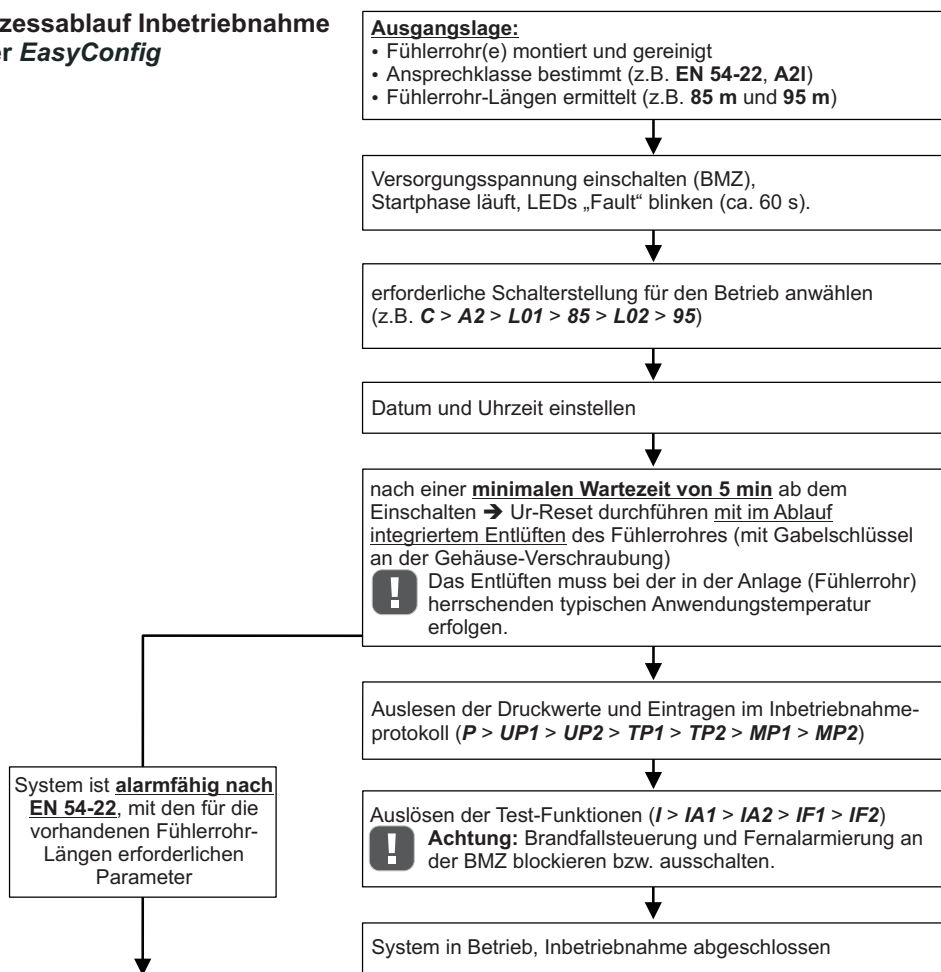 zessablauf Inbetriebnahme
er EasyConfig
Ausgangslage:
• Fühlerrohr(e) montiert und gereinigt
• Ansprechklasse bestimmt (z.B. EN 54-22, A2I)
• Fühlerrohr-Längen ermittelt (z.B. 85 m und 95 m)
Versorgungsspannung einschalten (BMZ),
Startphase läuft, LEDs „Fault“ blinken (ca. 60 s).
erforderliche Schalterstellung für den Betrieb anwählen
(z.B. C > A2 > L01 > 85 > L02 > 95)
Datum und Uhrzeit einstellen
nach einer minimalen Wartezeit von 5 min ab dem
Einschalten ➔ Ur-Reset durchführen mit im Ablauf
integriertem Entlüften des Fühlerrohres (mit Gabelschlüssel
an der Gehäuse-Verschraubung)
! Das Entlüften muss bei der in der Anlage (Fühlerrohr)
herrschenden typischen Anwendungstemperatur
erfolgen.
Auslesen der Druckwerte und Eintragen im Inbetriebnahme-
protokoll (P > UP1 > UP2 > TP1 > TP2 > MP1 > MP2)
System ist alarmfähig nach
EN 54-22, mit den für die
vorhandenen Fühlerrohr-
Längen erforderlichen
Parameter
Auslösen der Test-Funktionen (I > IA1 > IA2 > IF1 > IF2)
! Achtung: Brandfallsteuerung und Fernalarmierung an
der BMZ blockieren bzw. ausschalten.
System in Betrieb, Inbetriebnahme abgeschlossen